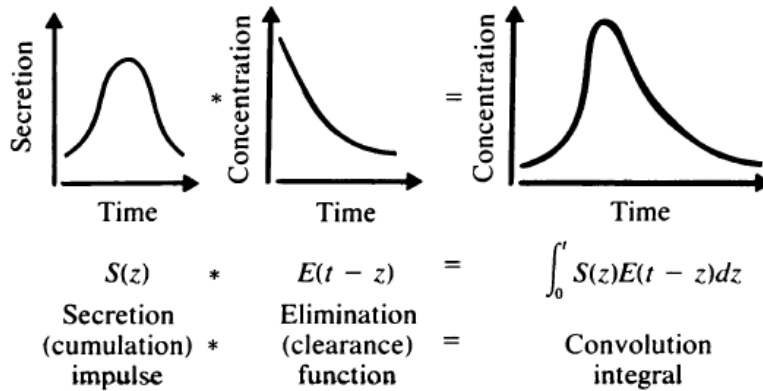 Secretion
*
Concentration
=
Concentration
Time
Time
Time
S(z) * E(t − z) = ∫₀ᵗ S(z)E(t − z)dz
Secretion Elimination
(cumulation) * (clearance) = Convolution
impulse function integral